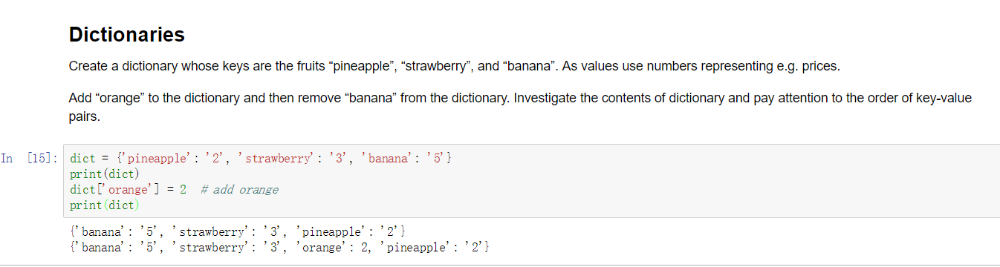 Dictionaries
Create a dictionary whose keys are the fruits “pineapple”, “strawberry”, and “banana”. As values use numbers representing e.g. prices.
Add “orange” to the dictionary and then remove “banana” from the dictionary. Investigate the contents of dictionary and pay attention to the order of key-value
pairs.
In [15]: dict = {'pineapple': '2', 'strawberry': '3', 'banana': '5'}
print(dict)
dict['orange'] = 2  # add orange
print(dict)
{'banana': '5', 'strawberry': '3', 'pineapple': '2'}
{'banana': '5', 'strawberry': '3', 'orange': 2, 'pineapple': '2'}